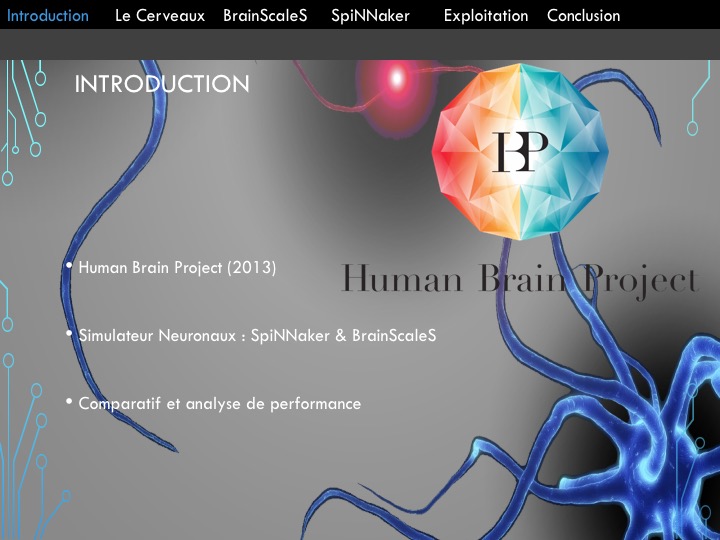 Introduction Le Cerveaux BrainScaleS SpiNNaker Exploitation Conclusion
INTRODUCTION
BP
• Human Brain Project (2013)
Human Brain Project
• Simulateur Neuronaux : SpiNNaker & BrainScaleS
• Comparatif et analyse de performance